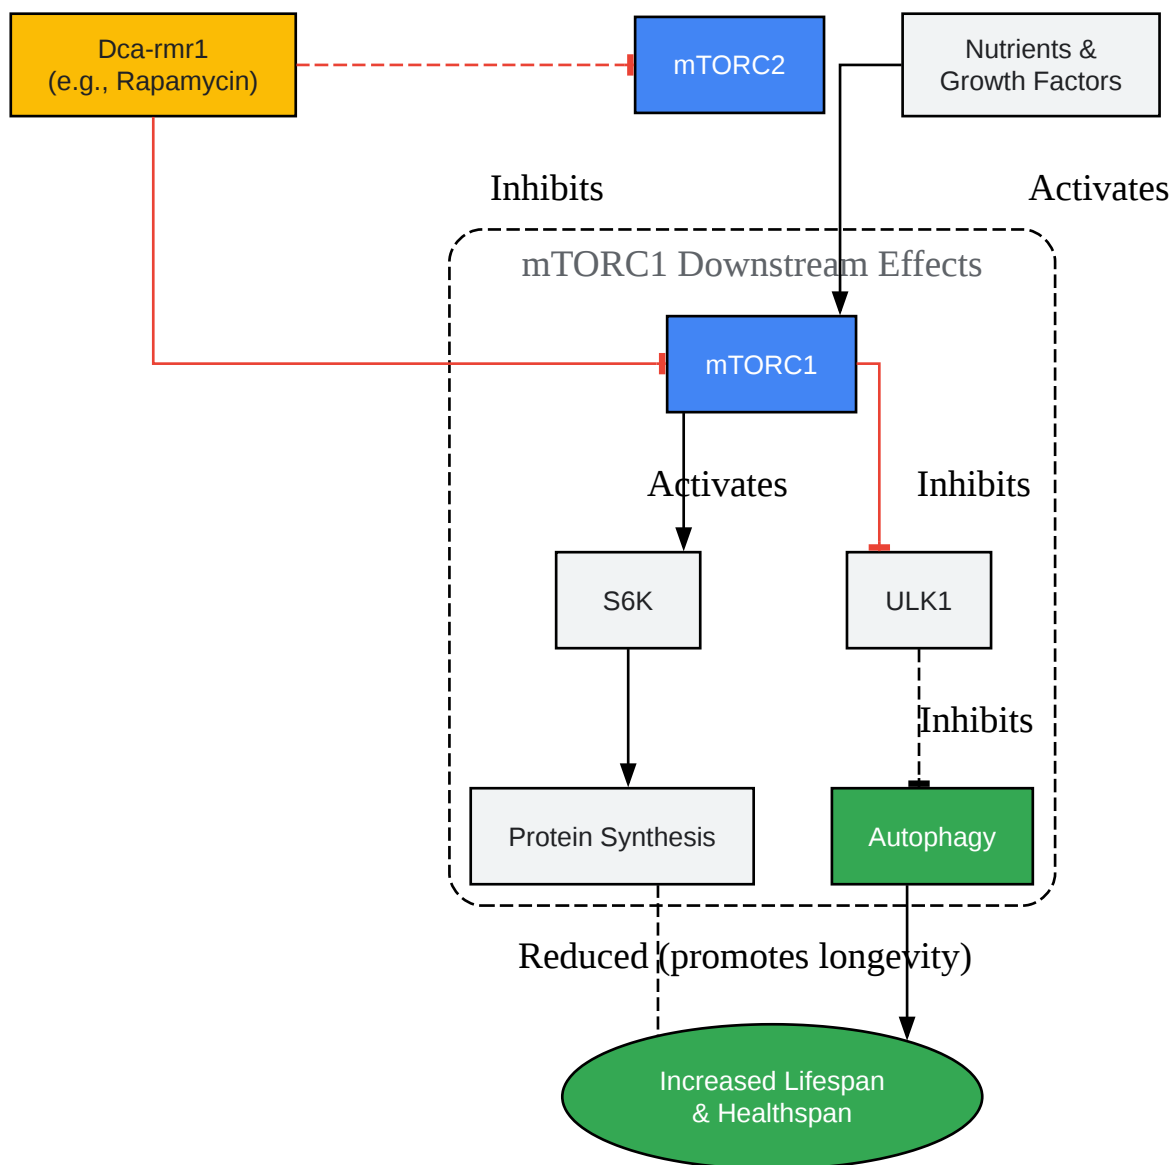 Dca-rmr1
(e.g., Rapamycin)
mTORC2
Nutrients &
Growth Factors
Inhibits
Activates
mTORC1 Downstream Effects
mTORC1
Activates
Inhibits
S6K
ULK1
Inhibits
Protein Synthesis
Autophagy
Reduced (promotes longevity)
Increased Lifespan
& Healthspan